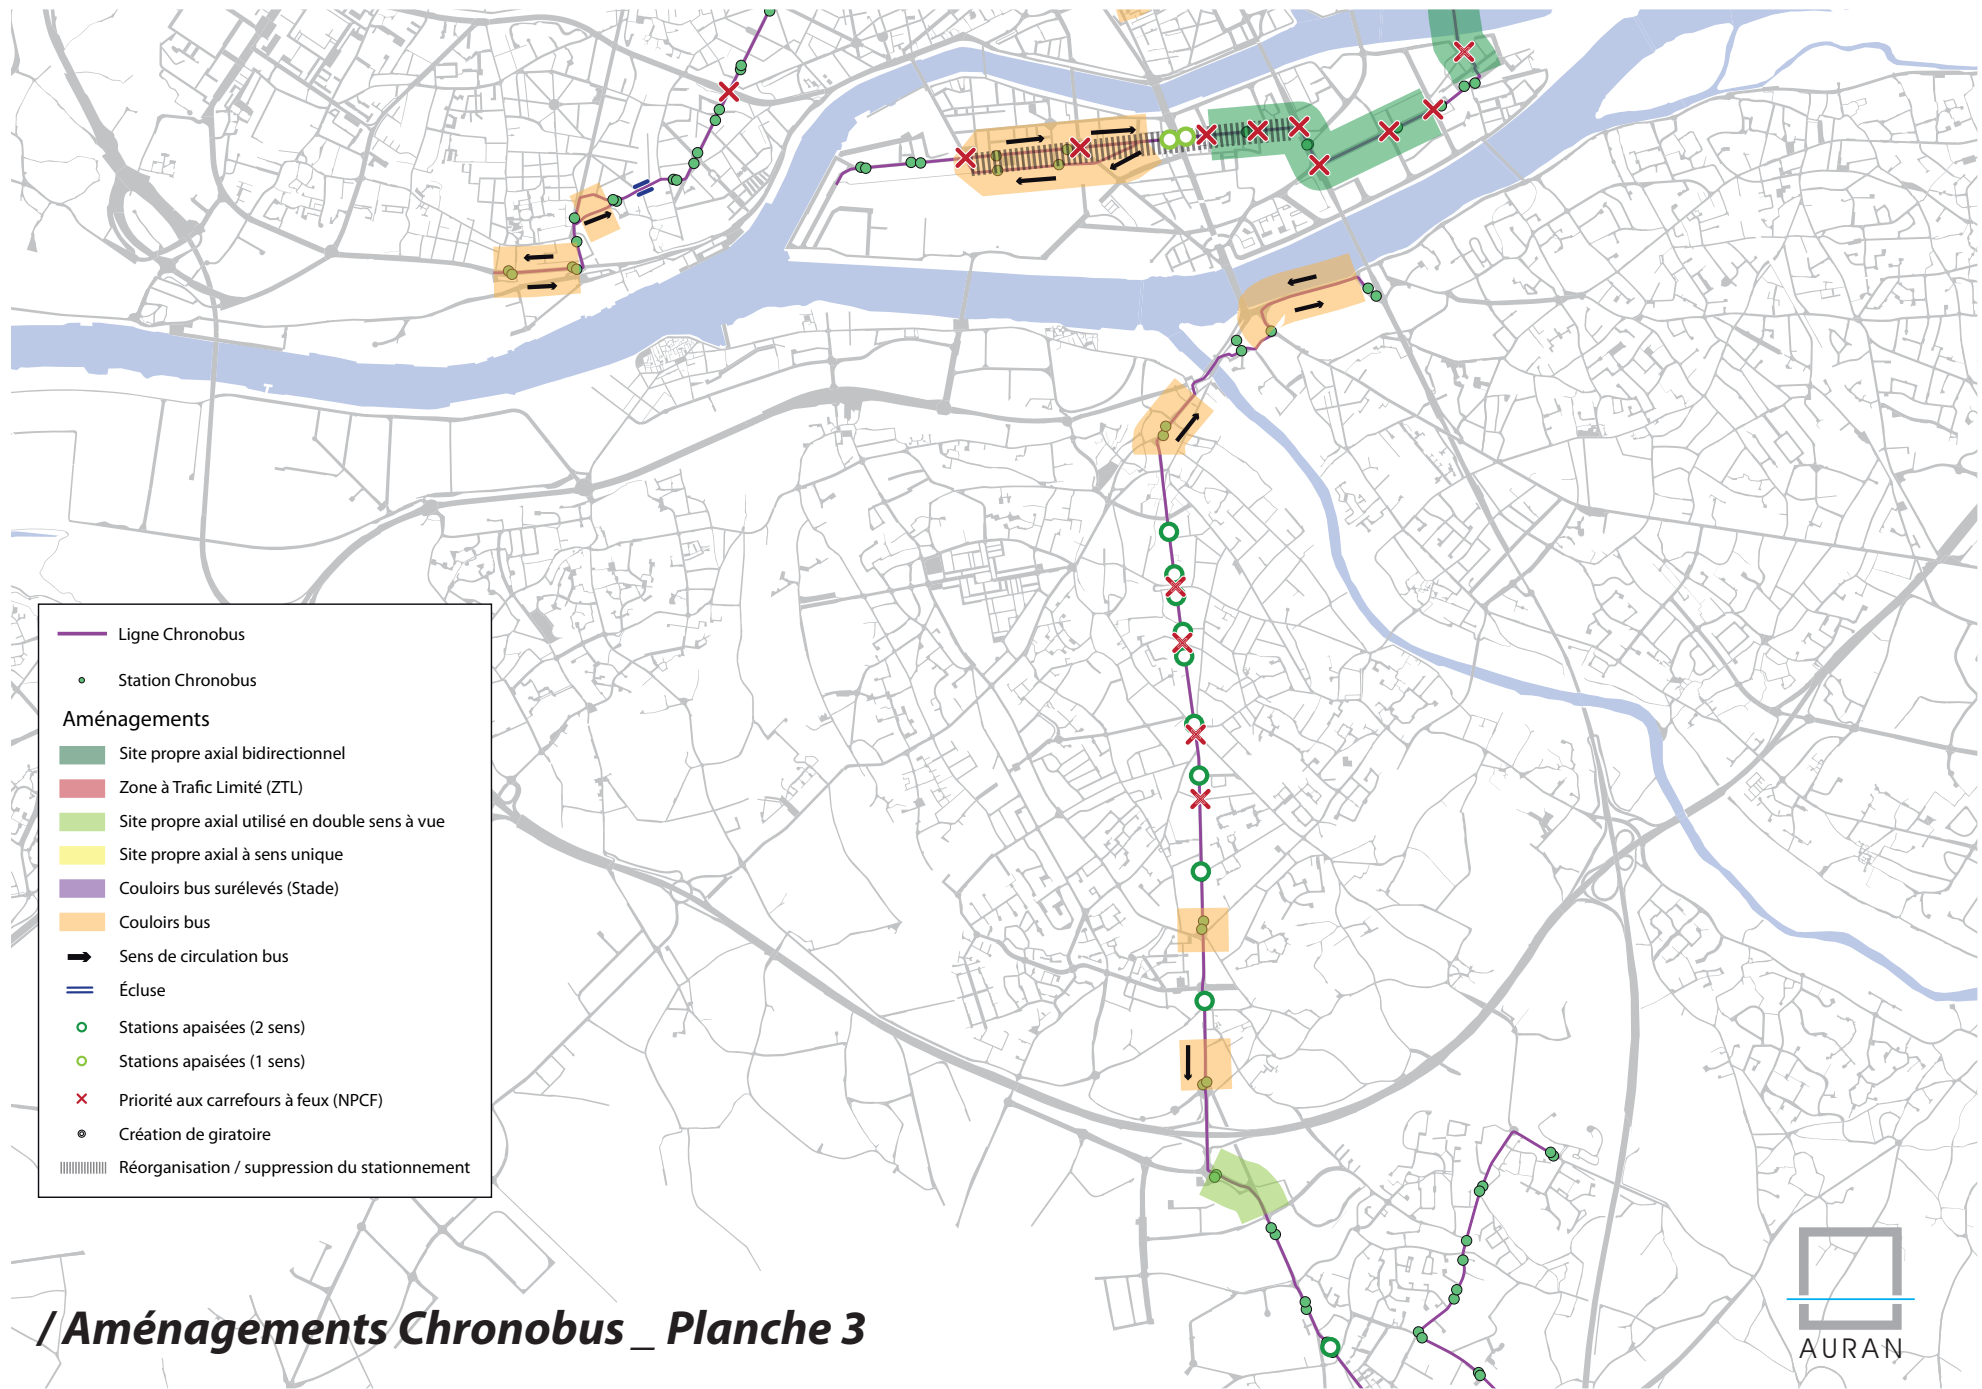 Ligne Chronobus
Station Chronobus
Aménagements
Site propre axial bidirectionnel
Zone à Trafic Limité (ZTL)
Site propre axial utilisé en double sens à vue
Site propre axial à sens unique
Couloirs bus surélevés (Stade)
Couloirs bus
Sens de circulation bus
Écluse
Stations apaisées (2 sens)
Stations apaisées (1 sens)
Priorité aux carrefours à feux (NPCF)
Création de giratoire
Réorganisation / suppression du stationnement
/ Aménagements Chronobus _ Planche 3
AURAN